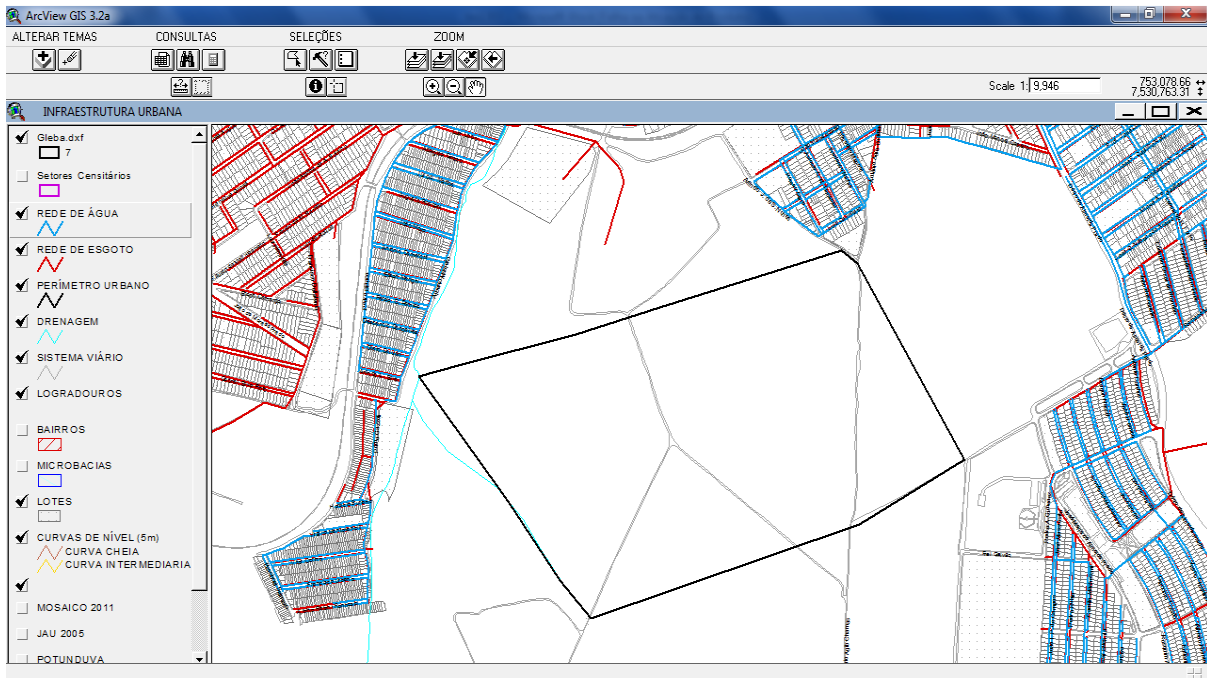 ArcView GIS 3.2a
ALTERAR TEMAS CONSULTAS SELEÇÕES ZOOM
Scale 1: 9,946
753,078.66
7,530,763.31
INFRAESTRUTURA URBANA
Gleba.dxf
7
Setores Censitários
REDE DE ÁGUA
REDE DE ESGOTO
PERÍMETRO URBANO
DRENAGEM
SISTEMA VIÁRIO
LOGRADOUROS
BAIRROS
MICROBACIAS
LOTES
CURVAS DE NÍVEL (5m)
CURVA CHEIA
CURVA INTERMEDIARIA
MOSAICO 2011
JAU 2005
POTUNDUVA